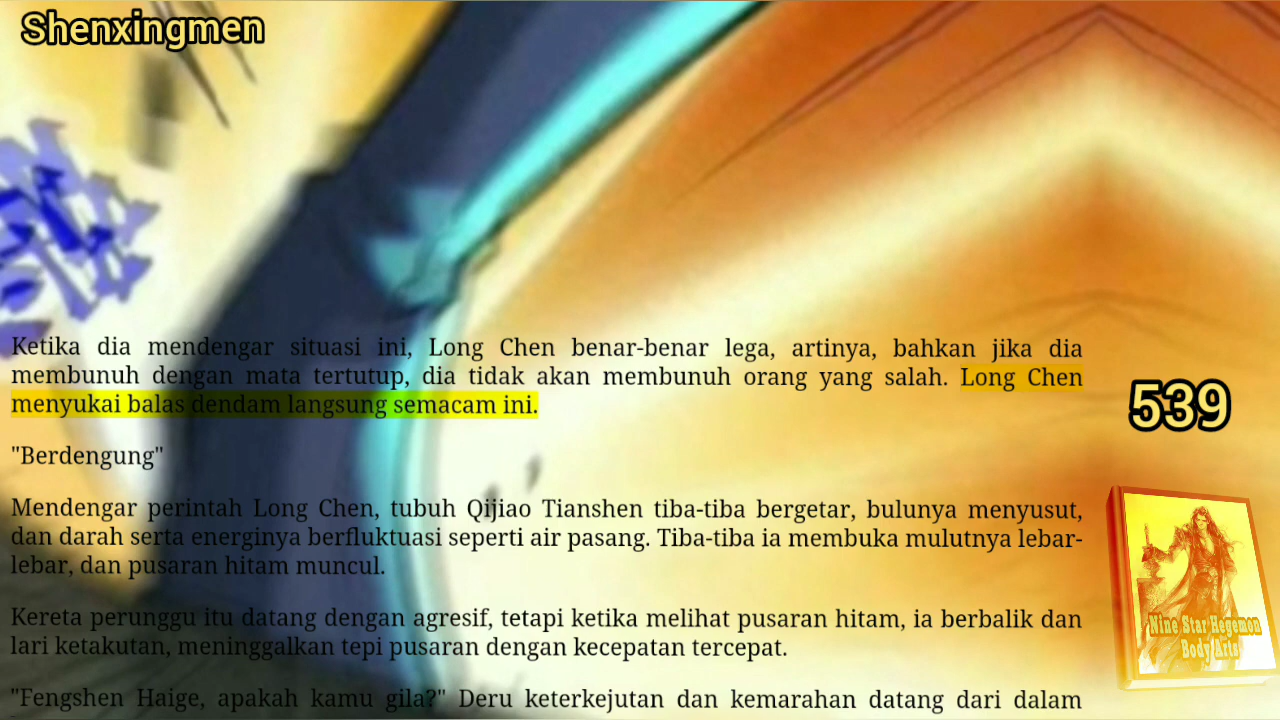 Shenxingmen
Ketika dia mendengar situasi ini, Long Chen benar-benar lega, artinya, bahkan jika dia
membunuh dengan mata tertutup, dia tidak akan membunuh orang yang salah. Long Chen
menyukai balas dendam langsung semacam ini.
"Berdengung"
Mendengar perintah Long Chen, tubuh Qijiao Tianshen tiba-tiba bergetar, bulunya menyusut,
dan darah serta energinya berfluktuasi seperti air pasang. Tiba-tiba ia membuka mulutnya lebar-
lebar, dan pusaran hitam muncul.
Kereta perunggu itu datang dengan agresif, tetapi ketika melihat pusaran hitam, ia berbalik dan
lari ketakutan, meninggalkan tepi pusaran dengan kecepatan tercepat.
"Fengshen Haige, apakah kamu gila?" Deru keterkejutan dan kemarahan datang dari dalam
539
Nine Star Hegemon
Body Arts